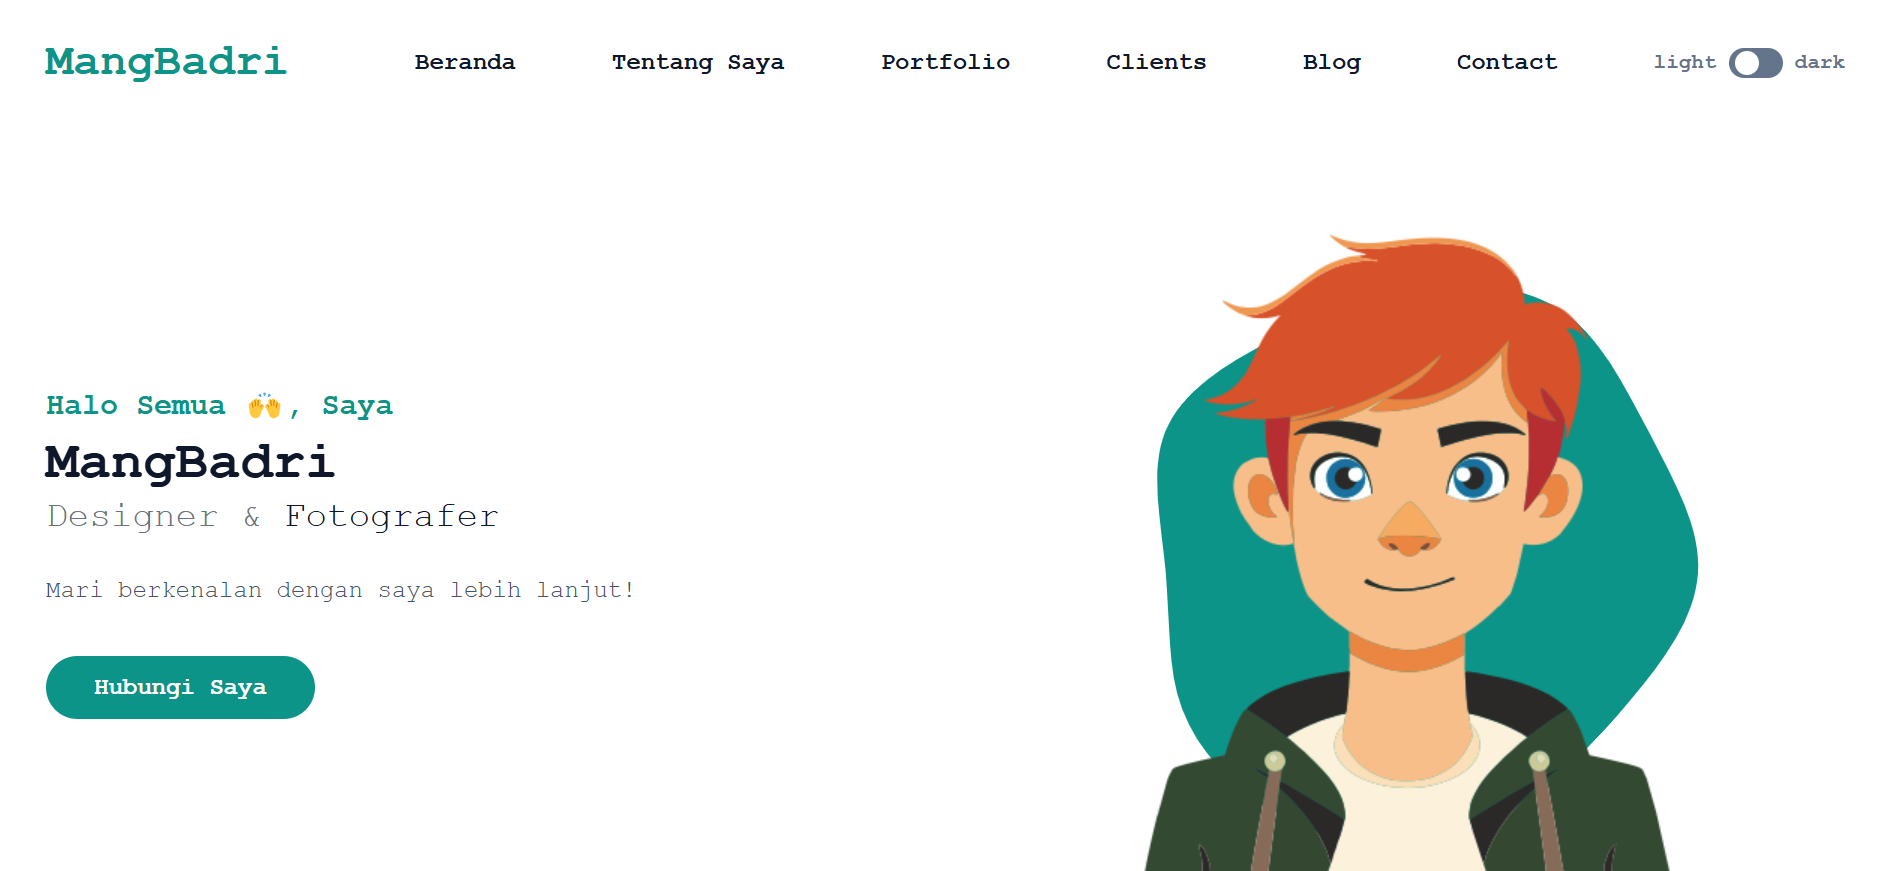 MangBadri
Beranda
Tentang Saya
Portfolio
Clients
Blog
Contact
light
dark
Halo Semua 🙌, Saya
MangBadri
Designer & Fotografer
Mari berkenalan dengan saya lebih lanjut!
Hubungi Saya